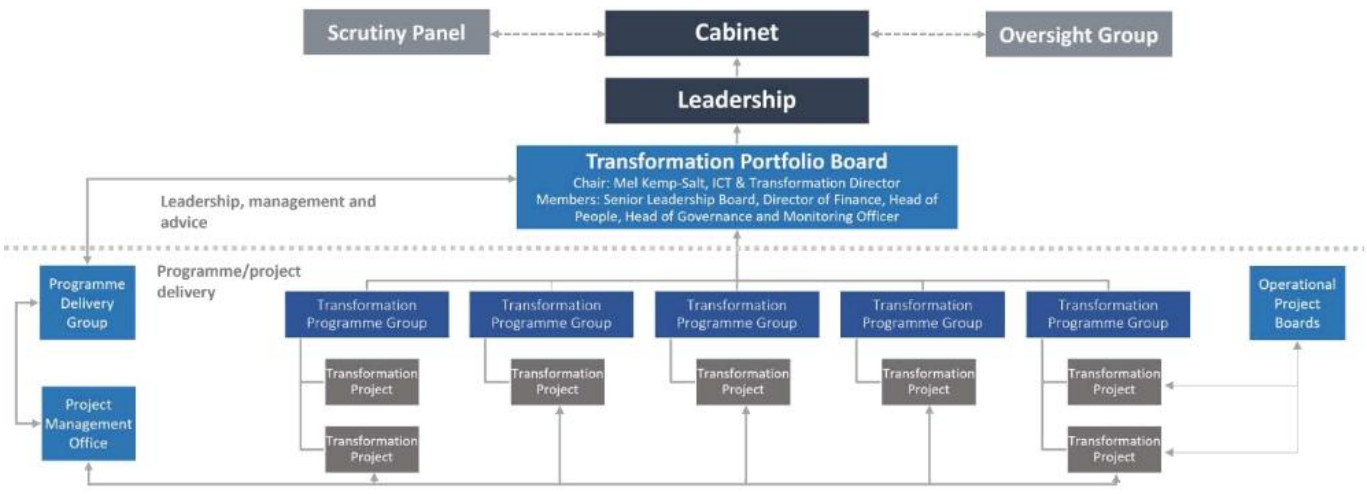 Scrutiny Panel
Cabinet
Oversight Group
Leadership
Transformation Portfolio Board
Chair: Mel Kemp-Salt, ICT & Transformation Director
Members: Senior Leadership Board, Director of Finance, Head of
People, Head of Governance and Monitoring Officer
Leadership, management and
advice
Programme/project
delivery
Programme
Delivery
Group
Transformation
Programme Group
Transformation
Programme Group
Transformation
Programme Group
Transformation
Programme Group
Transformation
Programme Group
Operational
Project
Boards
Transformation
Project
Transformation
Project
Transformation
Project
Transformation
Project
Transformation
Project
Project
Management
Office
Transformation
Project
Transformation
Project